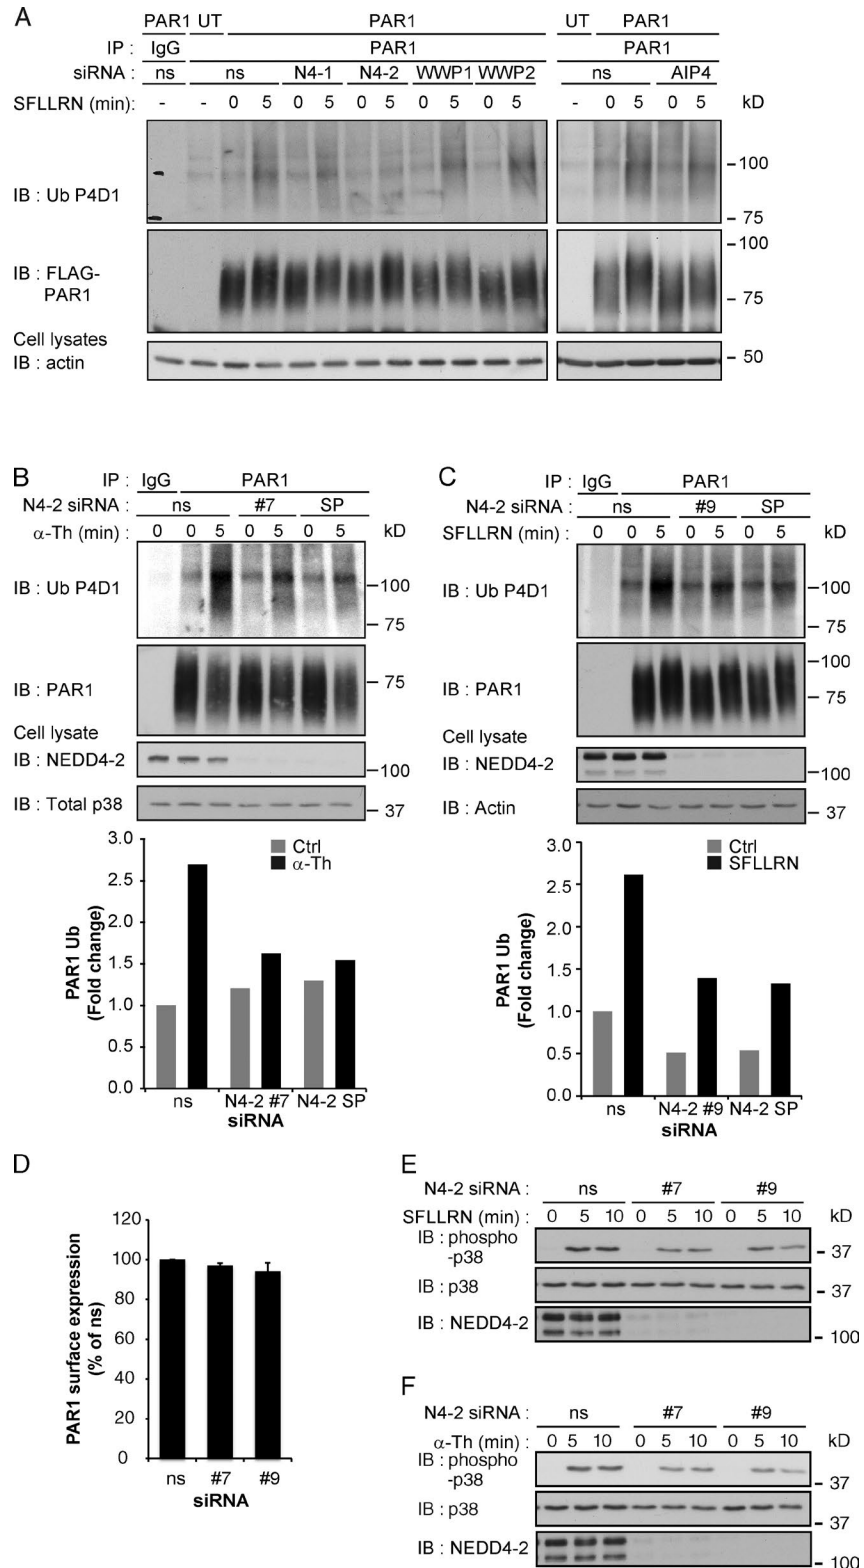 A
PAR1 UT PAR1 UT PAR1
IP : IgG PAR1 PAR1
siRNA : ns ns N4-1 N4-2 WWP1 WWP2 ns AIP4
SFLLRN (min): - - 0 5 0 5 0 5 0 5 0 5 - 0 5 0 5 kD
IB : Ub P4D1
- 100
- 75
IB : FLAG-
PAR1
- 100
- 75
Cell lysates
IB : actin
- 50
B
IP : IgG PAR1
N4-2 siRNA : ns #7 SP
α-Th (min) : 0 0 5 0 5 0 5 kD
IB : Ub P4D1
100
75
IB : PAR1
75
Cell lysate
IB : NEDD4-2
100
IB : Total p38
37
3.0
2.5
2.0
1.5
1.0
0.5
0.0
PAR1 Ub
(Fold change)
Ctrl
α-Th
ns N4-2 #7 N4-2 SP
siRNA
C
IP : IgG PAR1
N4-2 siRNA : ns #9 SP
SFLLRN (min) : 0 0 5 0 5 0 5 kD
IB : Ub P4D1
100
75
IB : PAR1
100
75
Cell lysate
IB : NEDD4-2
100
IB : Actin
37
3.0
2.5
2.0
1.5
1.0
0.5
0.0
PAR1 Ub
(Fold change)
Ctrl
SFLLRN
ns N4-2 #9 N4-2 SP
siRNA
D
120
100
80
60
40
20
0
PAR1 surface expression
(% of ns)
ns #7 #9
siRNA
E
N4-2 siRNA : ns #7 #9
SFLLRN (min) : 0 5 10 0 5 10 0 5 10 kD
IB : phospho
-p38
37
IB : p38
37
IB : NEDD4-2
100
F
N4-2 siRNA : ns #7 #9
α-Th (min) : 0 5 10 0 5 10 0 5 10 kD
IB : phospho
-p38
37
IB : p38
37
IB : NEDD4-2
100